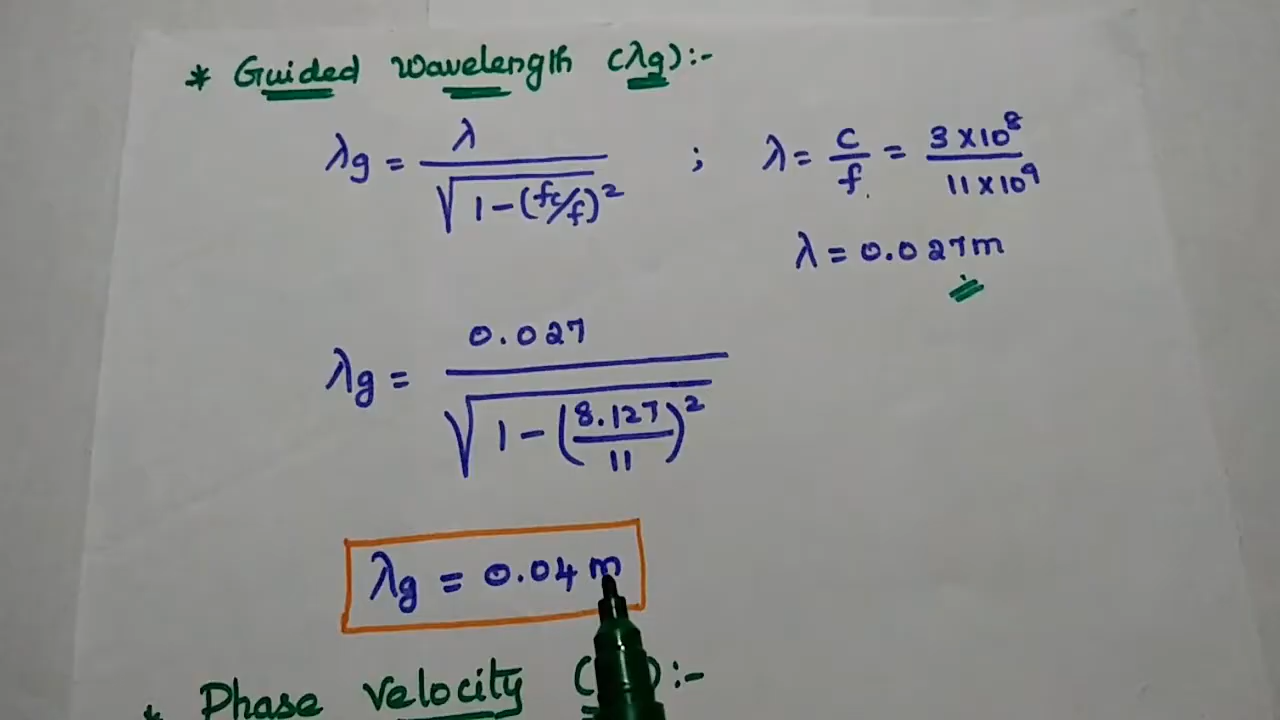 * Guided Wavelength (λg):-
λg = λ / √(1-(fc/f)²) ; λ = c/f = 3×10⁸ / 11×10⁹
λ = 0.027m
λg = 0.027 / √(1-(8.127/11)²)
λg = 0.04 m
* Phase Velocity ( ):-